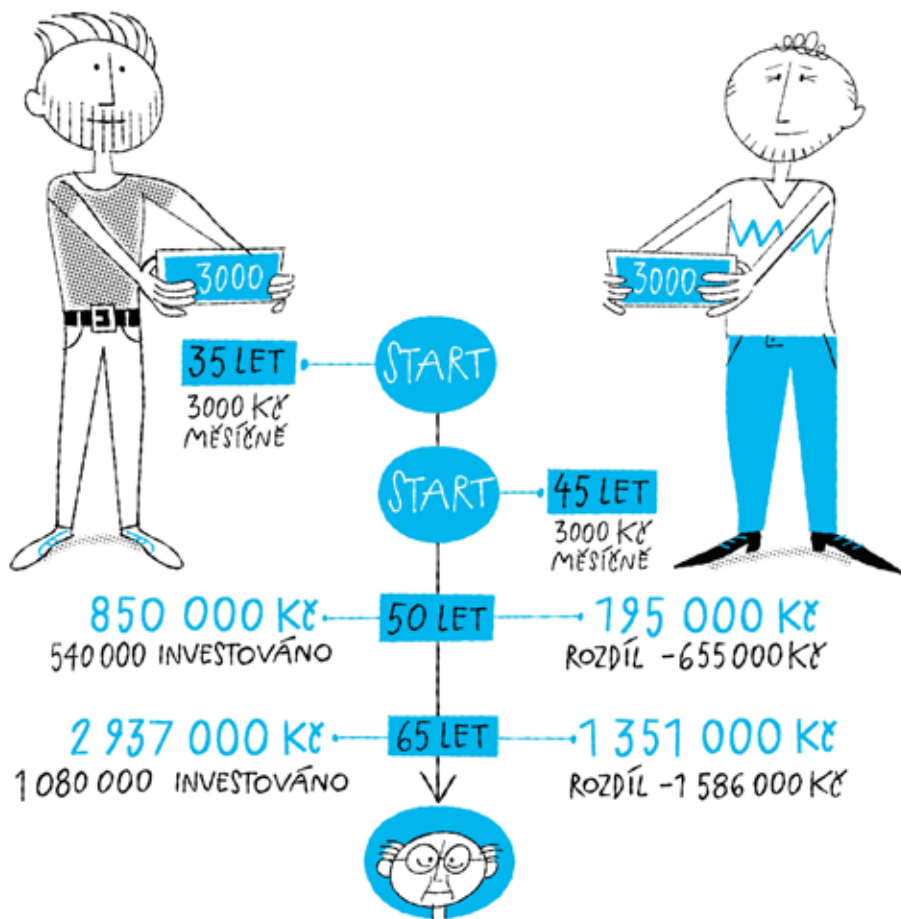 3000
3000
START
35 LET
3000 Kč
MĚSÍČNĚ
START
45 LET
3000 Kč
MĚSÍČNĚ
850 000 Kč
540 000 INVESTOVÁNO
50 LET
195 000 Kč
ROZDÍL -655 000 Kč
2 937 000 Kč
1 080 000 INVESTOVÁNO
65 LET
1 351 000 Kč
ROZDÍL -1 586 000 Kč